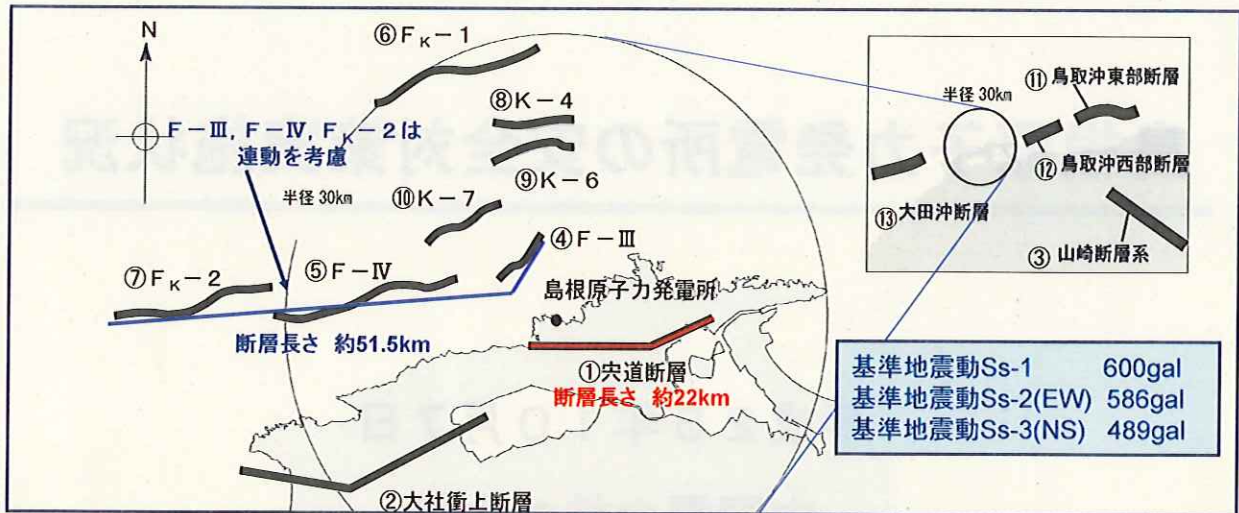 N
⑥FK-1
⑧K-4
F-Ⅲ, F-Ⅳ, FK-2は
連動を考慮
半径 30km
⑨K-6
⑩K-7
④F-Ⅲ
⑦FK-2
⑤F-Ⅳ
島根原子力発電所
断層長さ 約51.5km
①宍道断層
断層長さ 約22km
②大社衝上断層
⑪鳥取沖東部断層
半径 30km
⑫鳥取沖西部断層
⑬大田沖断層
③山崎断層系
基準地震動Ss-1 600gal
基準地震動Ss-2(EW) 586gal
基準地震動Ss-3(NS) 489gal